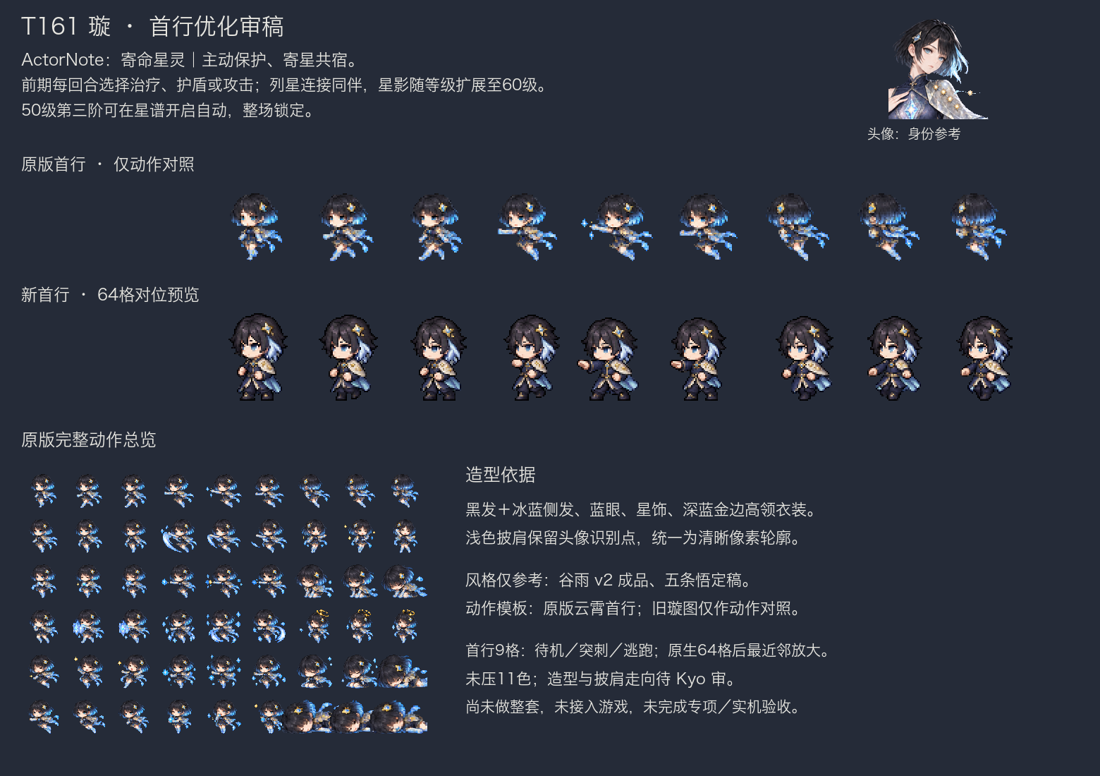 T161 璇 · 首行优化审稿
ActorNote：寄命星灵｜主动保护、寄星共宿。
前期每回合选择治疗、护盾或攻击；列星连接同伴，星影随等级扩展至60级。
50级第三阶可在星谱开启自动，整场锁定。
头像：身份参考
原版首行 · 仅动作对照
新首行 · 64格对位预览
原版完整动作总览
造型依据
黑发＋冰蓝侧发、蓝眼、星饰、深蓝金边高领衣装。
浅色披肩保留头像识别点，统一为清晰像素轮廓。
风格仅参考：谷雨 v2 成品、五条悟定稿。
动作模板：原版云霄首行；旧璇图仅作动作对照。
首行9格：待机／突刺／逃跑；原生64格后最近邻放大。
未压11色；造型与披肩走向待 Kyo 审。
尚未做整套，未接入游戏，未完成专项／实机验收。